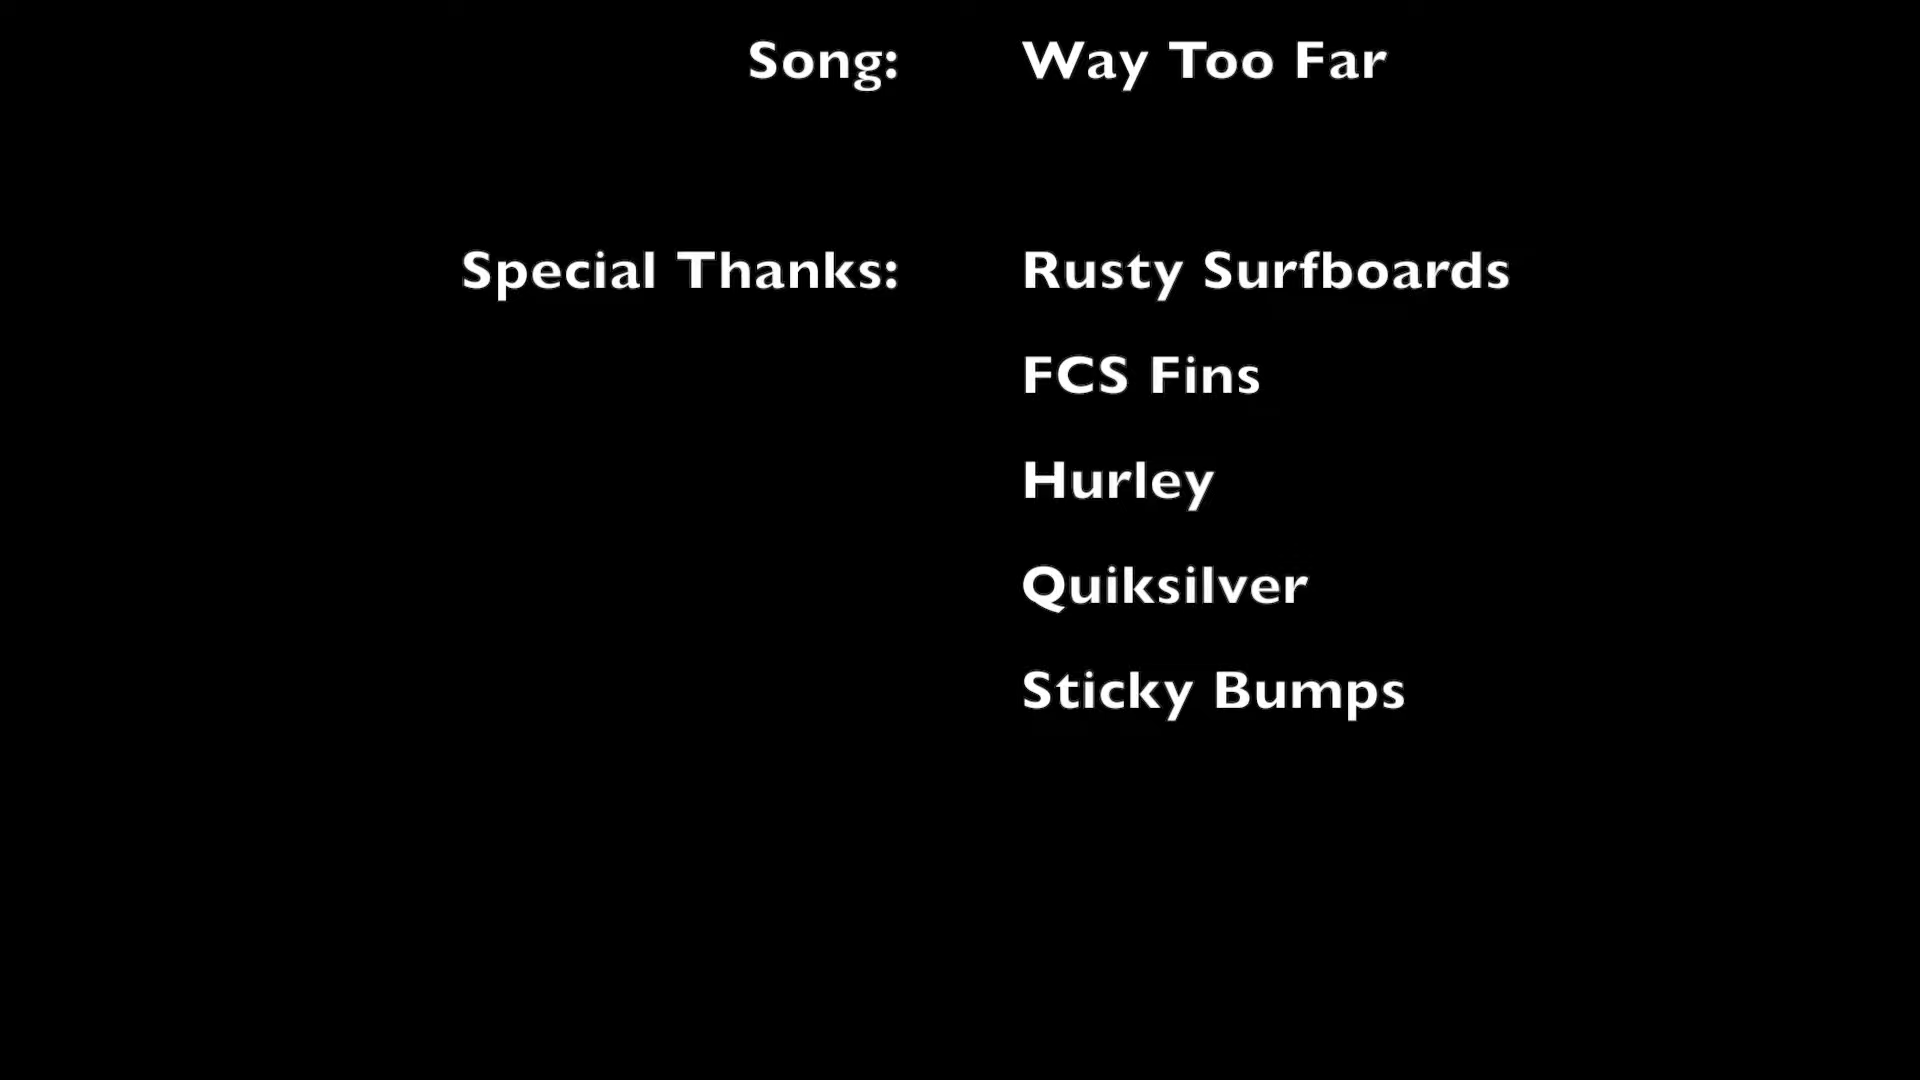 Song: Way Too Far
Special Thanks: Rusty Surfboards
FCS Fins
Hurley
Quiksilver
Sticky Bumps